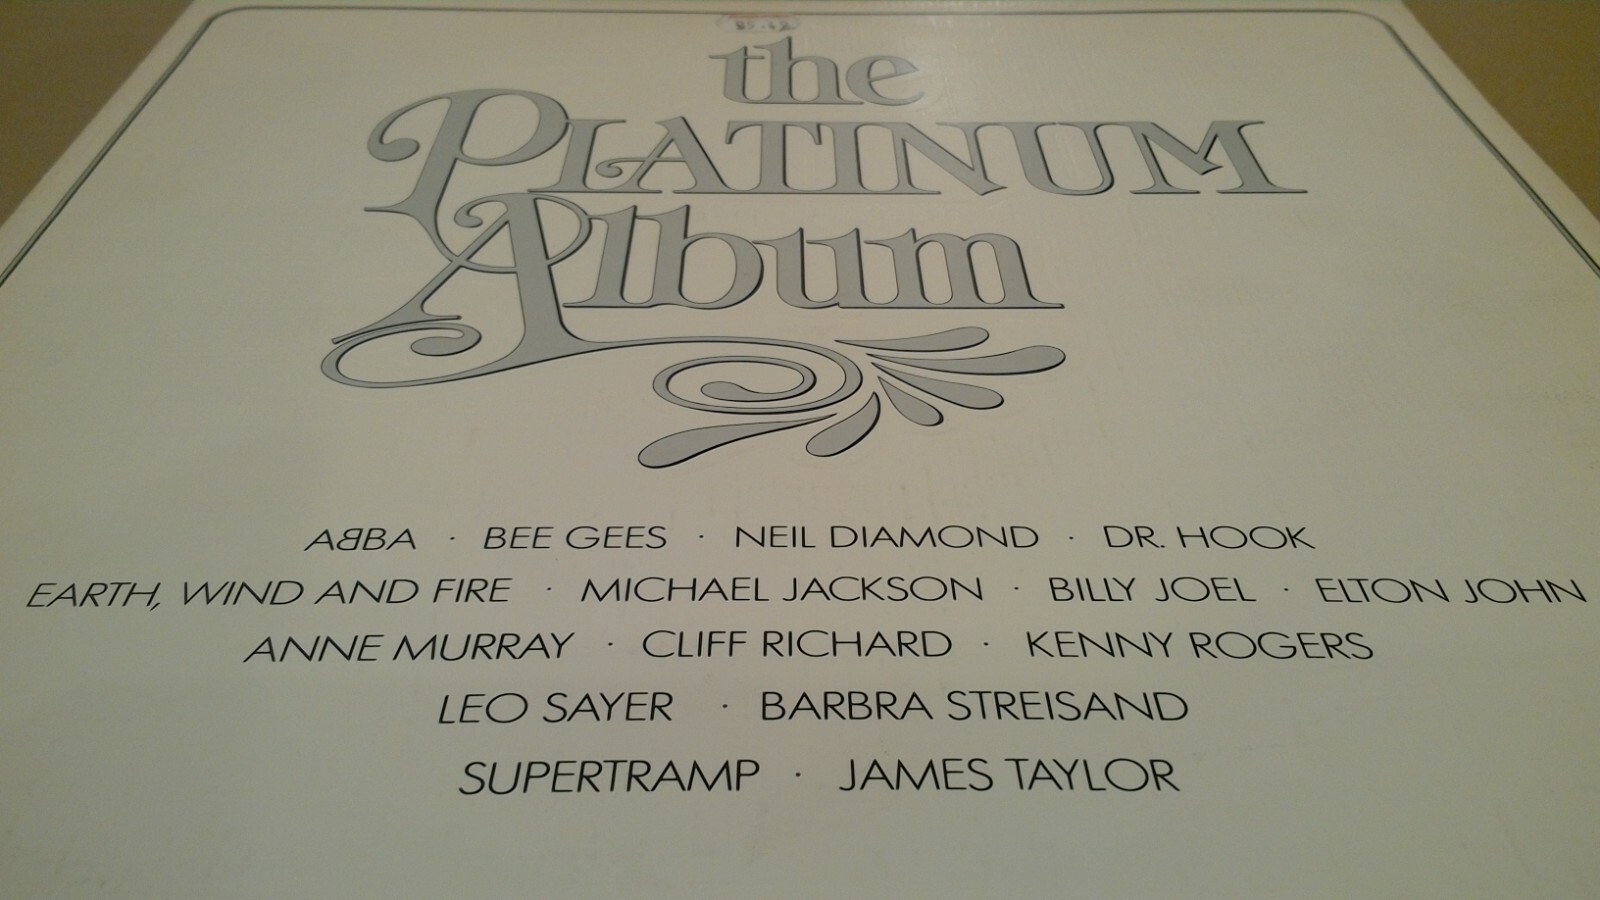 the
PLATINUM
Album
ABBA · BEE GEES · NEIL DIAMOND · DR. HOOK
EARTH, WIND AND FIRE · MICHAEL JACKSON · BILLY JOEL · ELTON JOHN
ANNE MURRAY · CLIFF RICHARD · KENNY ROGERS
LEO SAYER · BARBRA STREISAND
SUPERTRAMP · JAMES TAYLOR